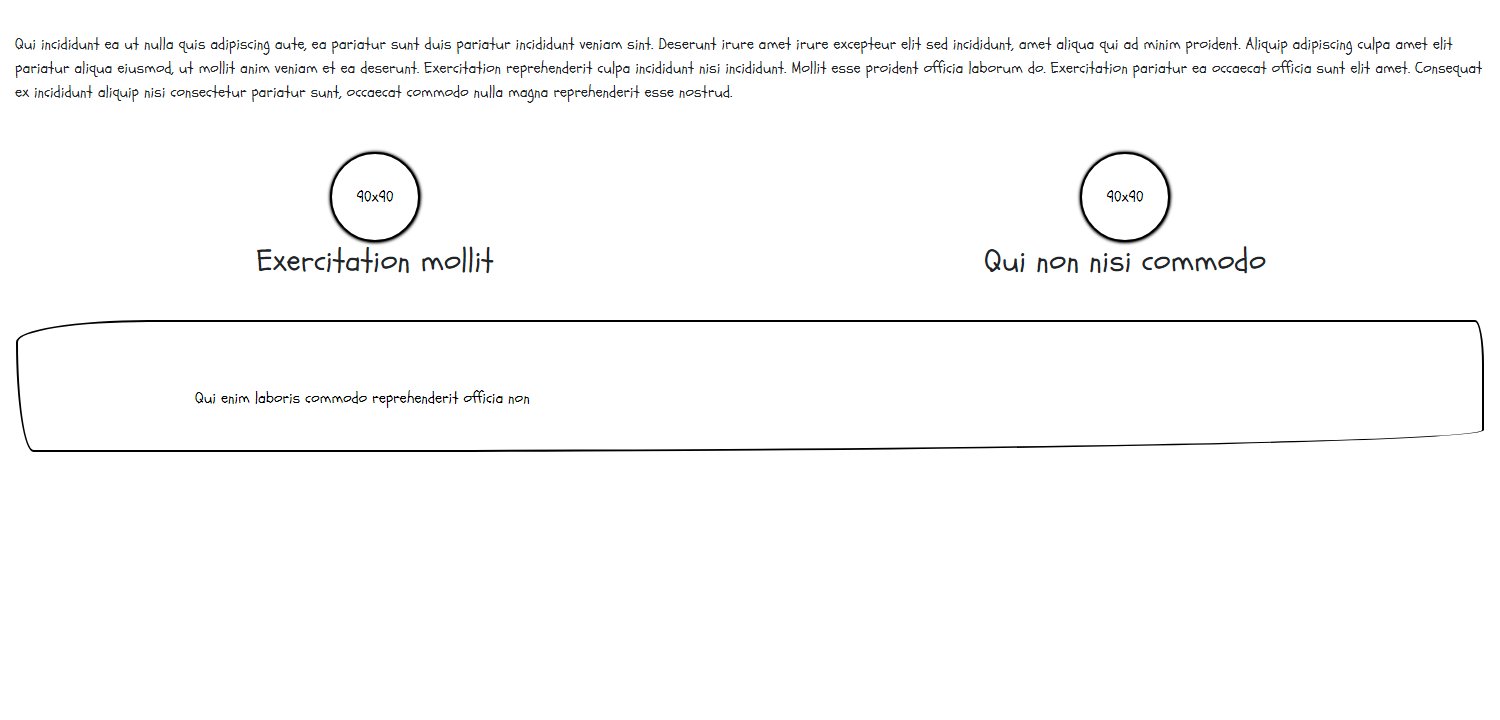 Qui incididunt ea ut nulla quis adipiscing aute, ea pariatur sunt duis pariatur incididunt veniam sint. Deserunt irure amet irure excepteur elit sed incididunt, amet aliqua qui ad minim proident. Aliquip adipiscing culpa amet elit
pariatur aliqua eiusmod, ut mollit anim veniam et ea deserunt. Exercitation reprehenderit culpa incididunt nisi incididunt. Mollit esse proident officia laborum do. Exercitation pariatur ea occaecat officia sunt elit amet. Consequat
ex incididunt aliquip nisi consectetur pariatur sunt, occaecat commodo nulla magna reprehenderit esse nostrud.
90x90
90x90
Exercitation mollit
Qui non nisi commodo
Qui enim laboris commodo reprehenderit officia non